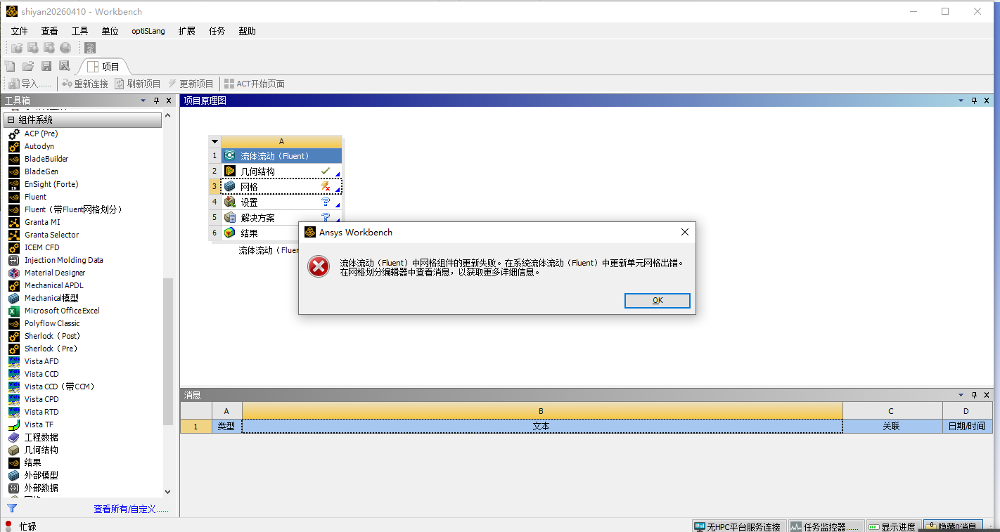 shiyan20260410 - Workbench
文件 查看 工具 单位 optiSLang 扩展 任务 帮助
项目
导入...... 重新连接 刷新项目 更新项目 ACT开始页面
工具箱
组件系统
ACP (Pre)
Autodyn
BladeBuilder
BladeGen
EnSight (Forte)
Fluent
Fluent（带Fluent网格划分）
Granta MI
Granta Selector
ICEM CFD
Injection Molding Data
Material Designer
Mechanical APDL
Mechanical模型
Microsoft Office Excel
Polyflow Classic
Sherlock（Post）
Sherlock（Pre）
Vista AFD
Vista CCD
Vista CCD（带CCM）
Vista CPD
Vista RTD
Vista TF
工程数据
几何结构
结果
外部模型
外部数据
查看所有/自定义......
项目原理图
A
1 流体流动（Fluent）
2 几何结构
3 网格
4 设置
5 解决方案
6 结果
流体流动（Fluen
Ansys Workbench
流体流动（Fluent）中网格组件的更新失败。在系统流体流动（Fluent）中更新单元网格出错。
在网格划分编辑器中查看消息，以获取更多详细信息。
OK
消息
A B C D
1 类型 文本 关联 日期/时间
忙碌 无HPC平台服务连接 任务监控器...... 显示进度 隐藏0消息